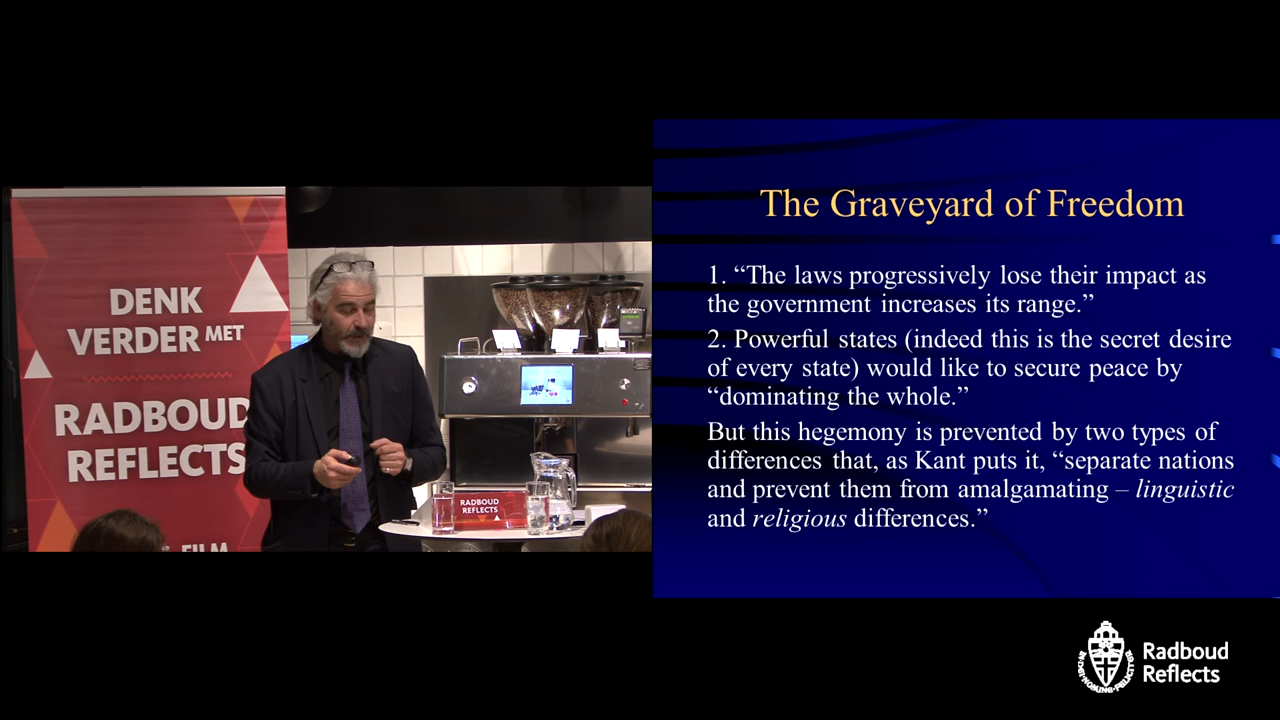 DENK
VERDER MET
RADBOUD
REFLECTS
FILM
RADBOUD
REFLECTS
The Graveyard of Freedom
1. “The laws progressively lose their impact as
the government increases its range.”
2. Powerful states (indeed this is the secret desire
of every state) would like to secure peace by
“dominating the whole.”
But this hegemony is prevented by two types of
differences that, as Kant puts it, “separate nations
and prevent them from amalgamating – linguistic
and religious differences.”
Radboud
Reflects